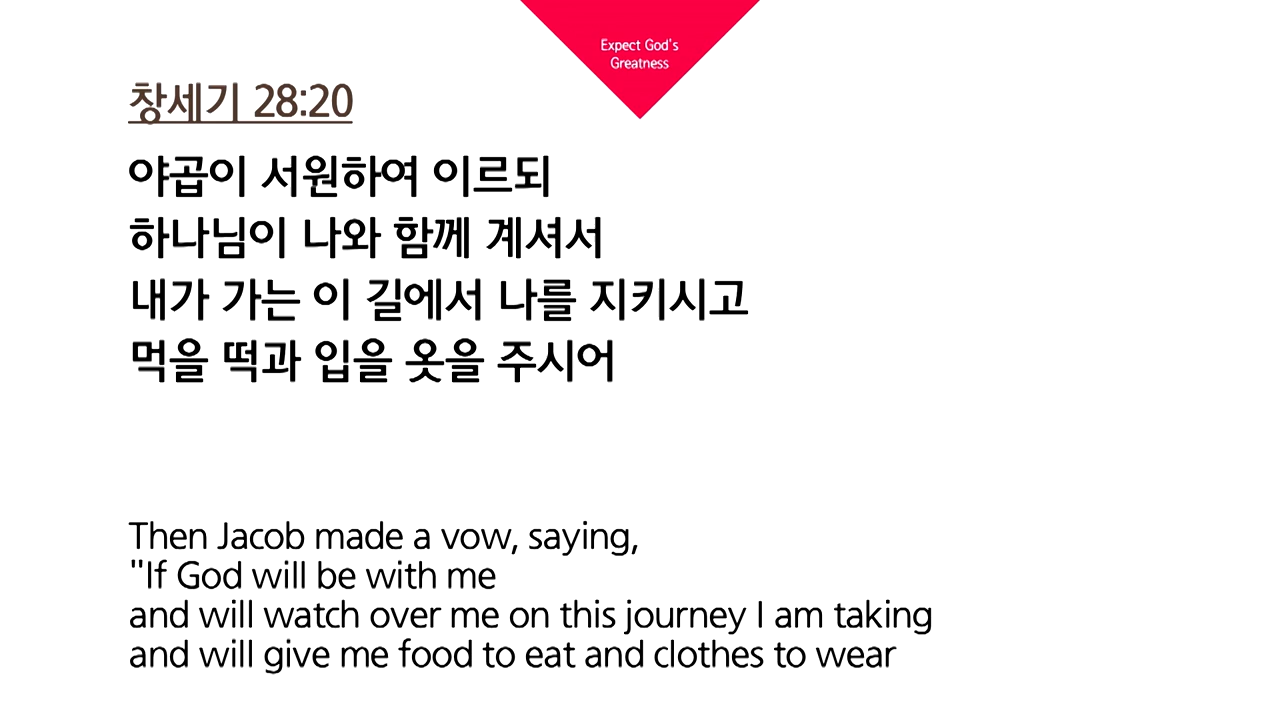 Expect God's
Greatness
창세기 28:20
야곱이 서원하여 이르되
하나님이 나와 함께 계셔서
내가 가는 이 길에서 나를 지키시고
먹을 떡과 입을 옷을 주시어
Then Jacob made a vow, saying,
"If God will be with me
and will watch over me on this journey I am taking
and will give me food to eat and clothes to wear